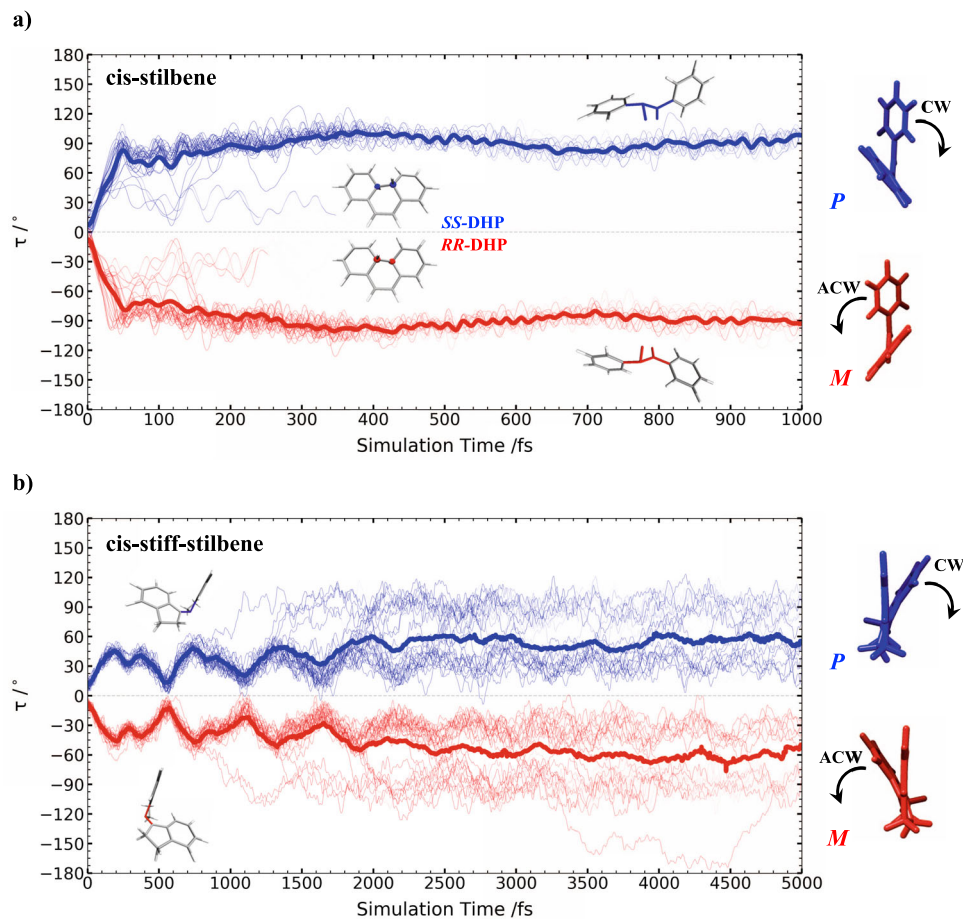 a)
180
150
120
90
60
30
0
−30
−60
−90
−120
−150
−180
τ /°
cis-stilbene
SS-DHP
RR-DHP
0
100
200
300
400
500
600
700
800
900
1000
Simulation Time /fs
CW
P
ACW
M
b)
180
150
120
90
60
30
0
−30
−60
−90
−120
−150
−180
τ /°
cis-stiff-stilbene
0
500
1000
1500
2000
2500
3000
3500
4000
4500
5000
Simulation Time /fs
CW
P
ACW
M